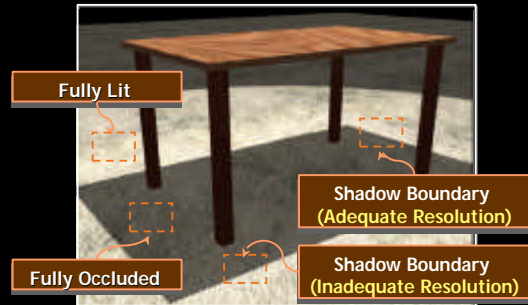 Fully Lit
Shadow Boundary
(Adequate Resolution)
Fully Occluded
Shadow Boundary
(Inadequate Resolution)